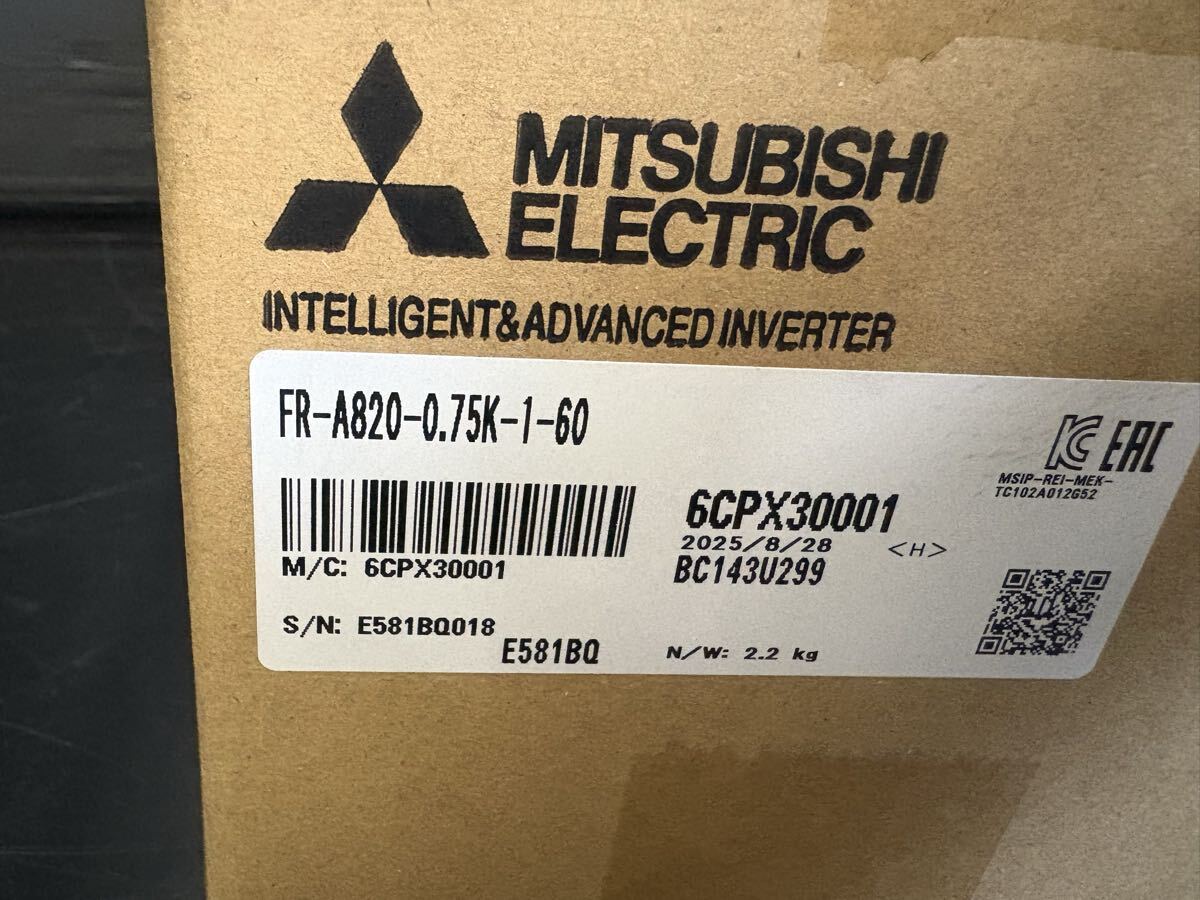 MITSUBISHI
ELECTRIC
INTELLIGENT&ADVANCED INVERTER
FR-A820-0.75K-1-60
EAC
MSIP-REI-MEK-
TC102A012G52
6CPX30001
2025/8/28 <H>
M/C: 6CPX30001
BC143U299
S/N: E581BQ018
E581BQ
N/W: 2.2 kg